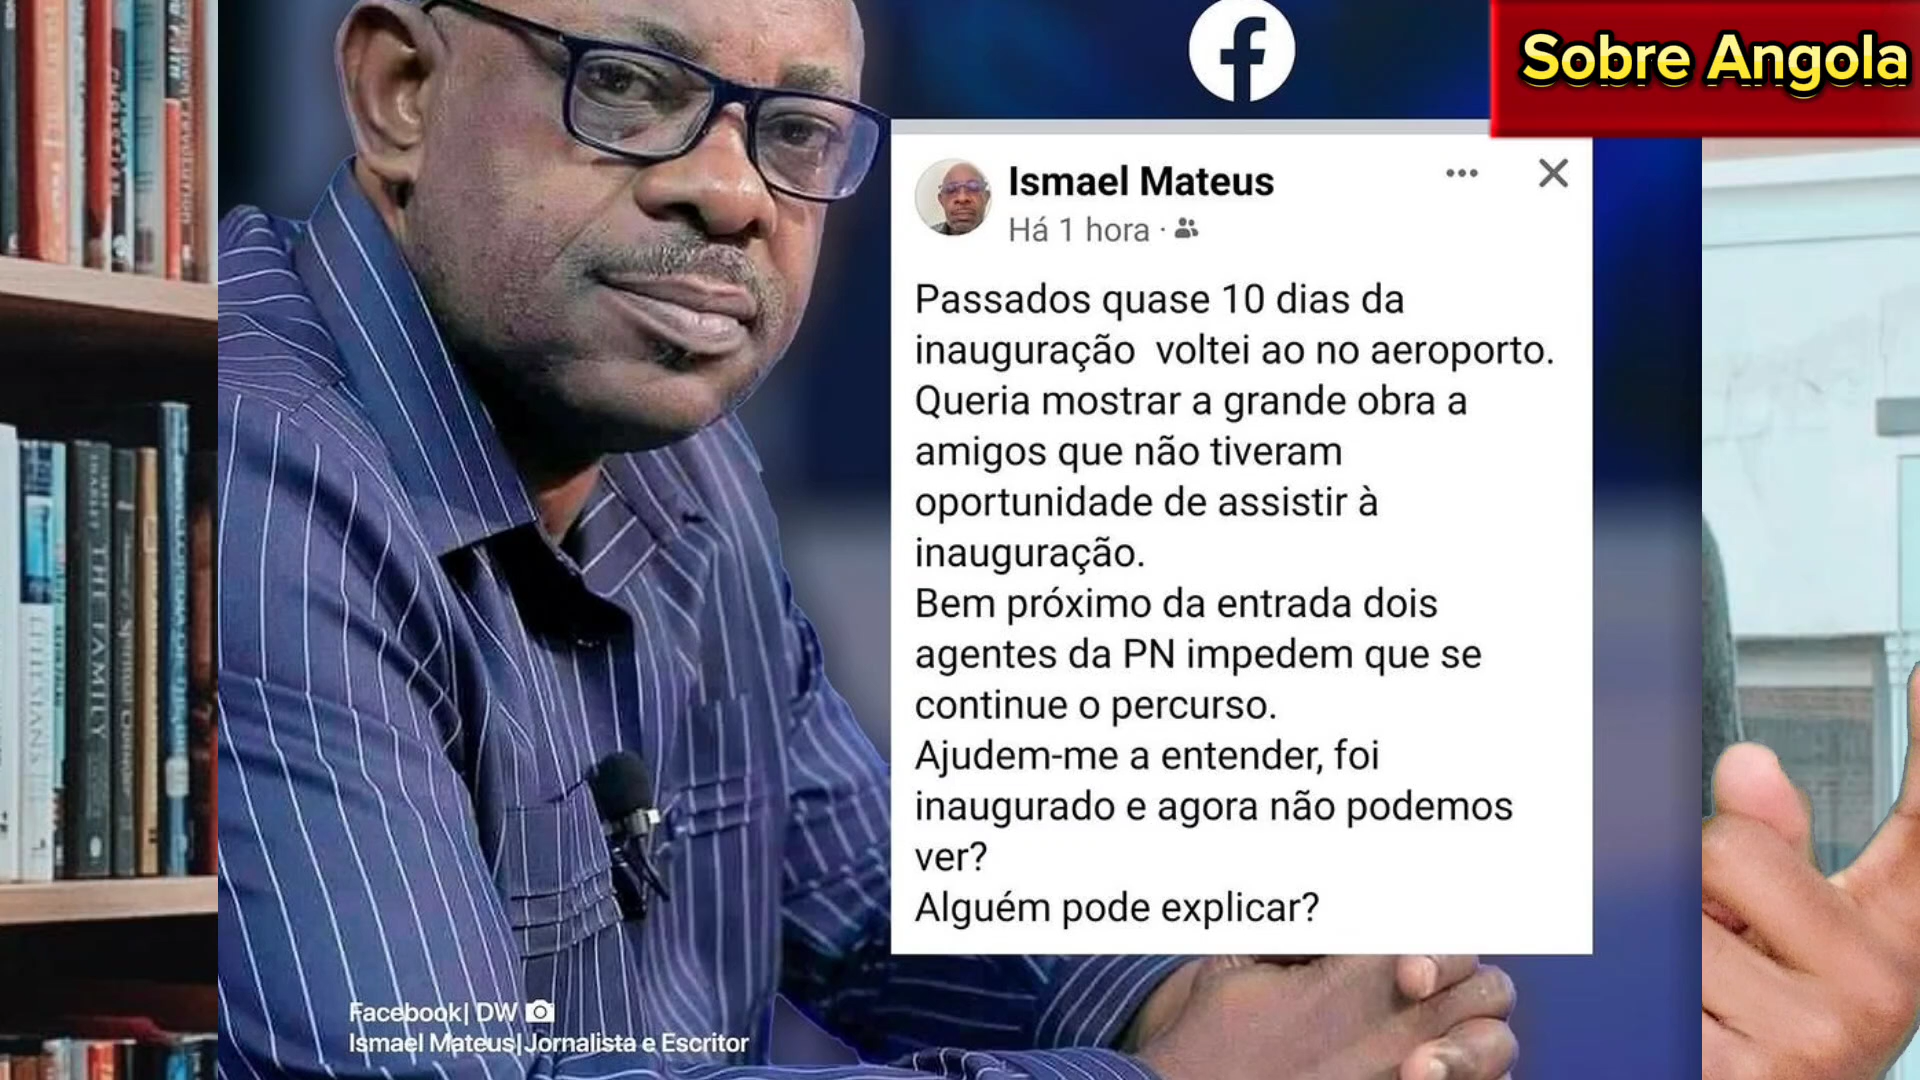 Sobre Angola
Ismael Mateus
Há 1 hora ·
Passados quase 10 dias da
inauguração voltei ao no aeroporto.
Queria mostrar a grande obra a
amigos que não tiveram
oportunidade de assistir à
inauguração.
Bem próximo da entrada dois
agentes da PN impedem que se
continue o percurso.
Ajudem-me a entender, foi
inaugurado e agora não podemos
ver?
Alguém pode explicar?
Facebook| DW
Ismael Mateus|Jornalista e Escritor
THE FAMILY